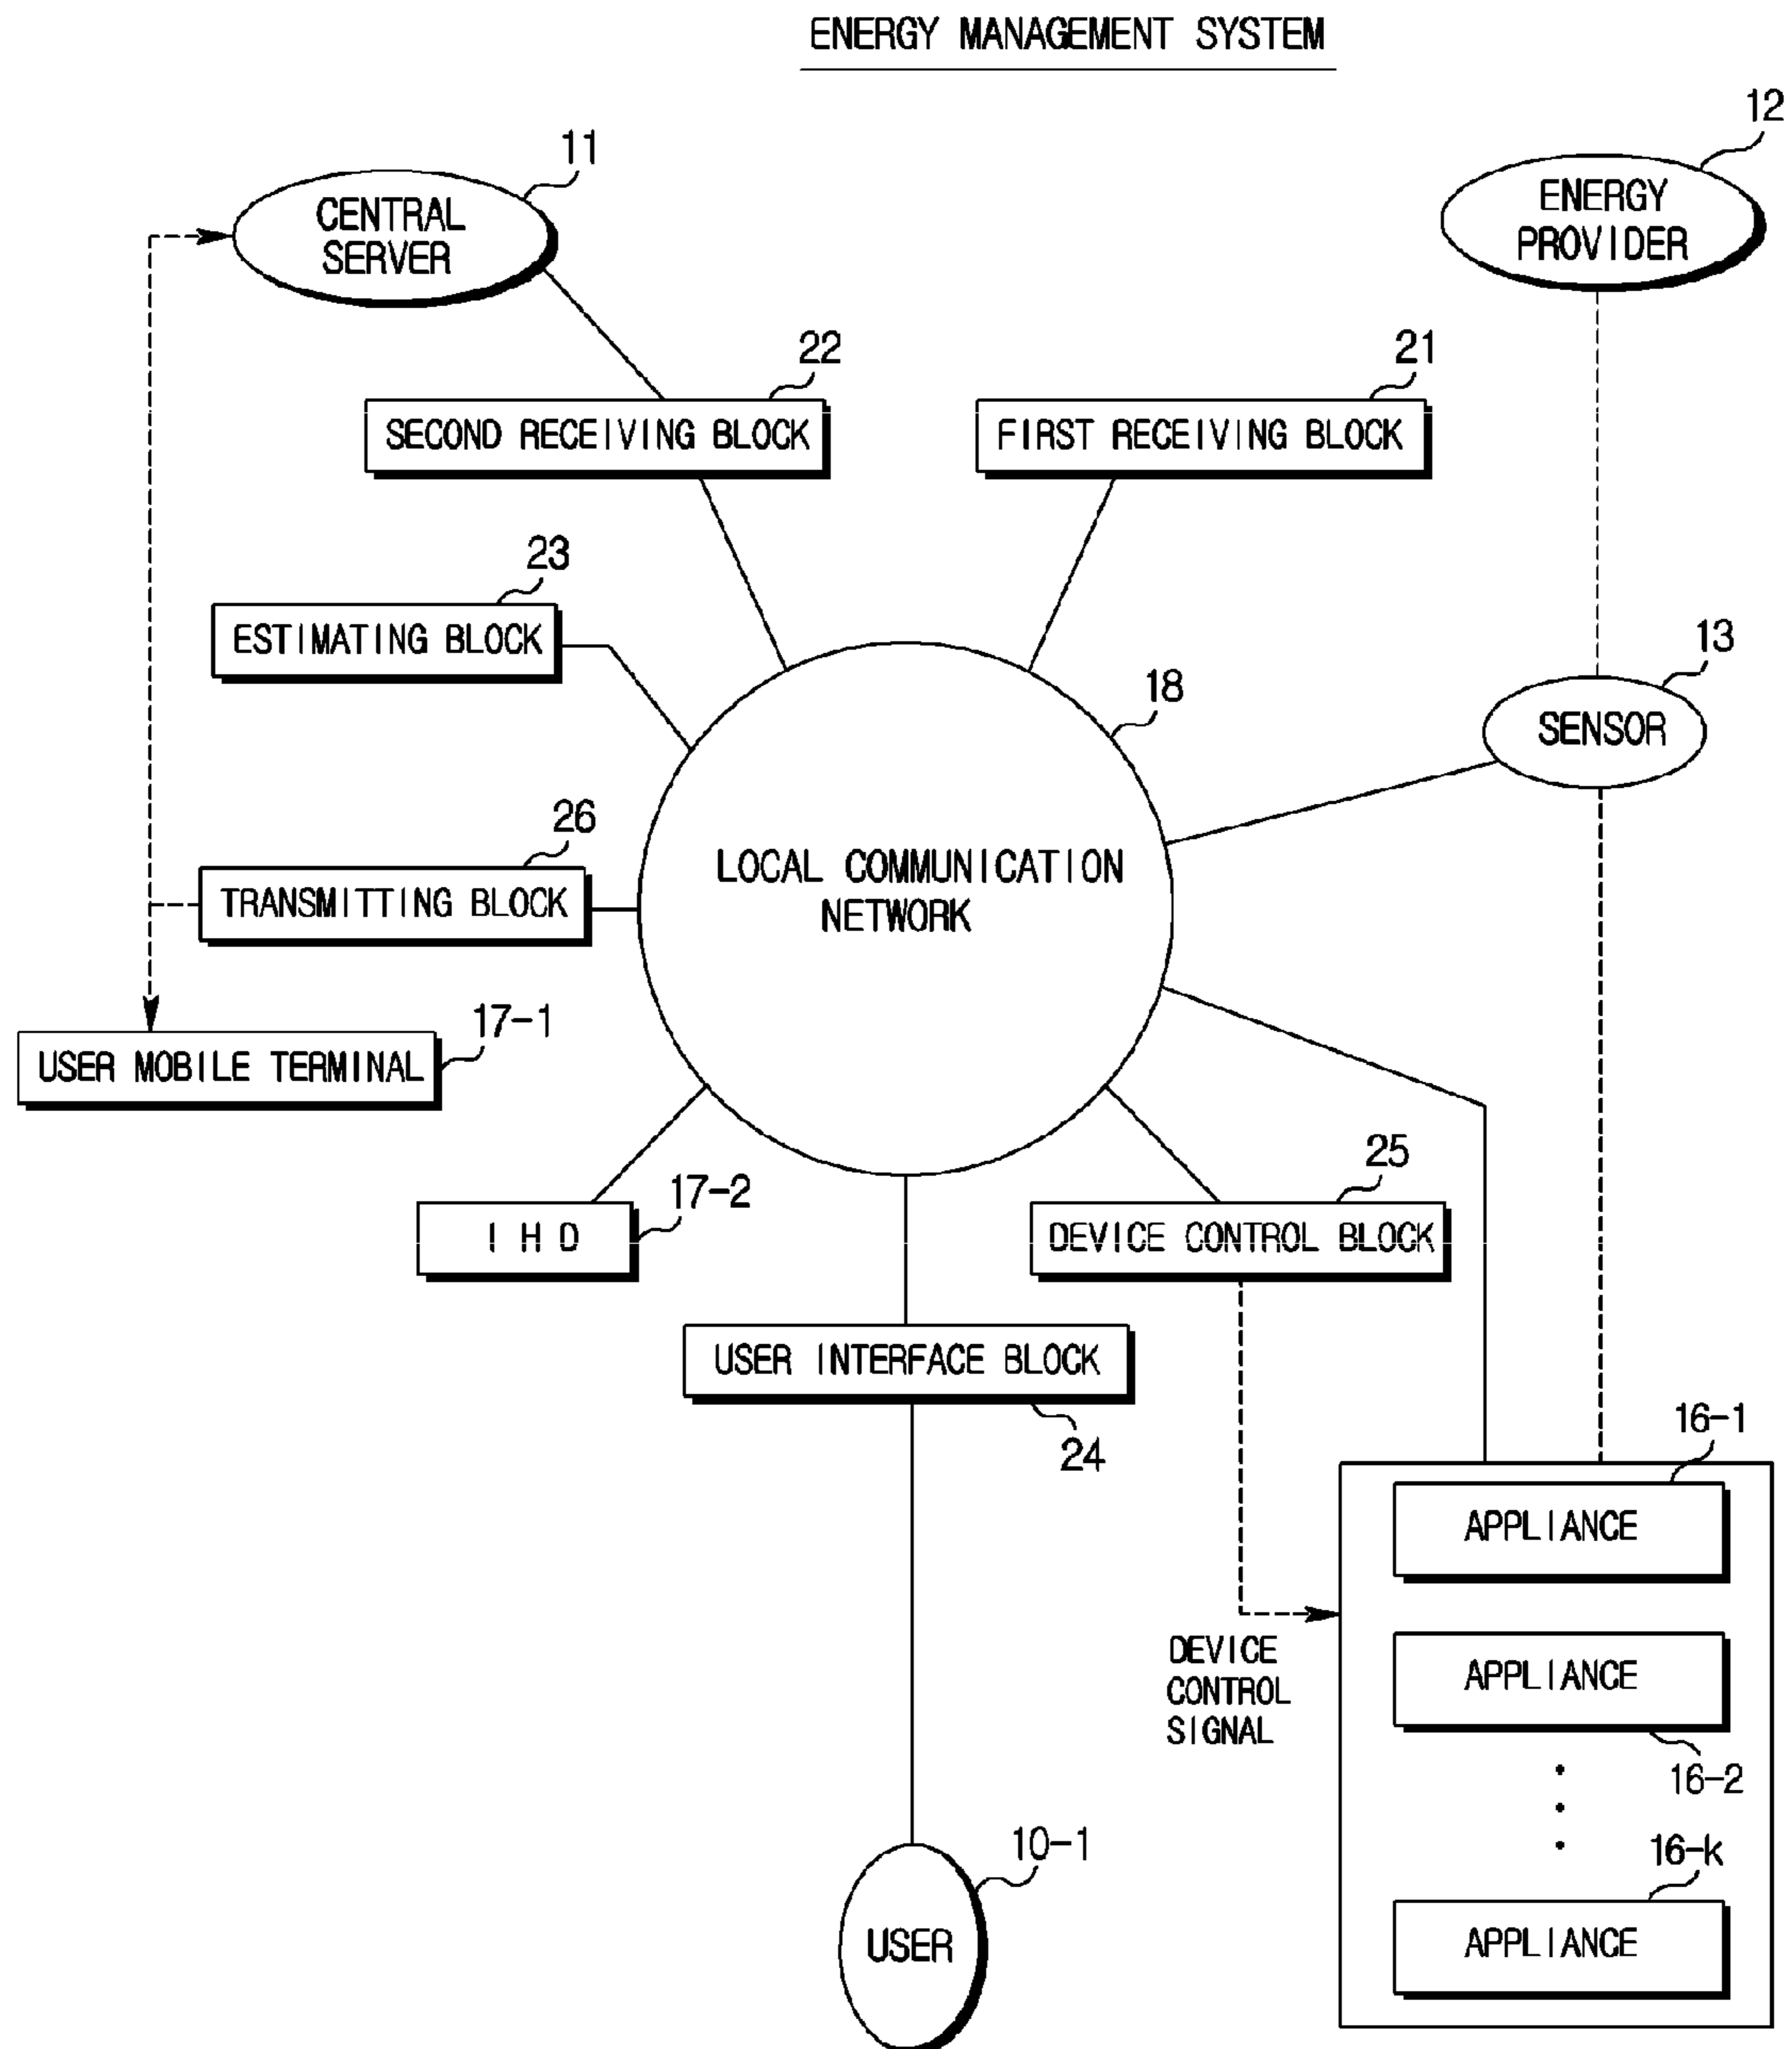 ENERGY MANAGEMENT SYSTEM
12
11
ENERGY
PROVIDER
CENTRAL
SERVER
22
21
SECOND RECEIVING BLOCK
FIRST RECEIVING BLOCK
23
ESTIMATING BLOCK
13
SENSOR
18
26
LOCAL COMMUNICATION
NETWORK
TRANSMITTING BLOCK
17-1
USER MOBILE TERMINAL
25
17-2
IHD
DEVICE CONTROL BLOCK
USER INTERFACE BLOCK
24
16-1
APPLIANCE
DEVICE
CONTROL
SIGNAL
APPLIANCE
16-2
10-1
16-k
USER
APPLIANCE